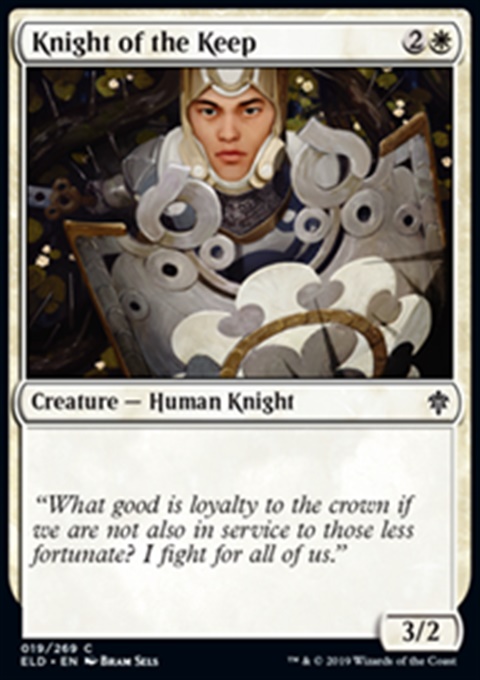 Knight of the Keep 2
Creature — Human Knight
“What good is loyalty to the crown if
we are not also in service to those less
fortunate? I fight for all of us.”
3/2
019/269 C
ELD • EN Bram Sels
™ & © 2019 Wizards of the Coast